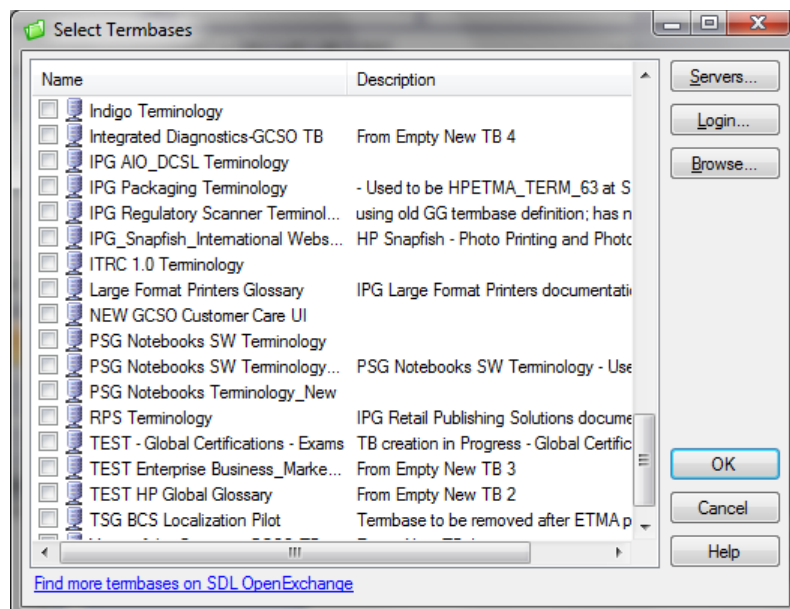 Select Termbases
Name Description
Indigo Terminology
Integrated Diagnostics-GCSO TB From Empty New TB 4
IPG AIO_DCSL Terminology
IPG Packaging Terminology - Used to be HPETMA_TERM_63 at S
IPG Regulatory Scanner Terminol... using old GG termbase definition; has n
IPG_Snapfish_International Webs... HP Snapfish - Photo Printing and Photo
ITRC 1.0 Terminology
Large Format Printers Glossary IPG Large Format Printers documentati
NEW GCSO Customer Care UI
PSG Notebooks SW Terminology
PSG Notebooks SW Terminology... PSG Notebooks SW Terminology - Use
PSG Notebooks Terminology_New
RPS Terminology IPG Retail Publishing Solutions docume
TEST - Global Certifications - Exams TB creation in Progress - Global Certific
TEST Enterprise Business_Marke... From Empty New TB 3
TEST HP Global Glossary From Empty New TB 2
TSG BCS Localization Pilot Termbase to be removed after ETMA p
Servers...
Login...
Browse...
OK
Cancel
Help
Find more termbases on SDL OpenExchange